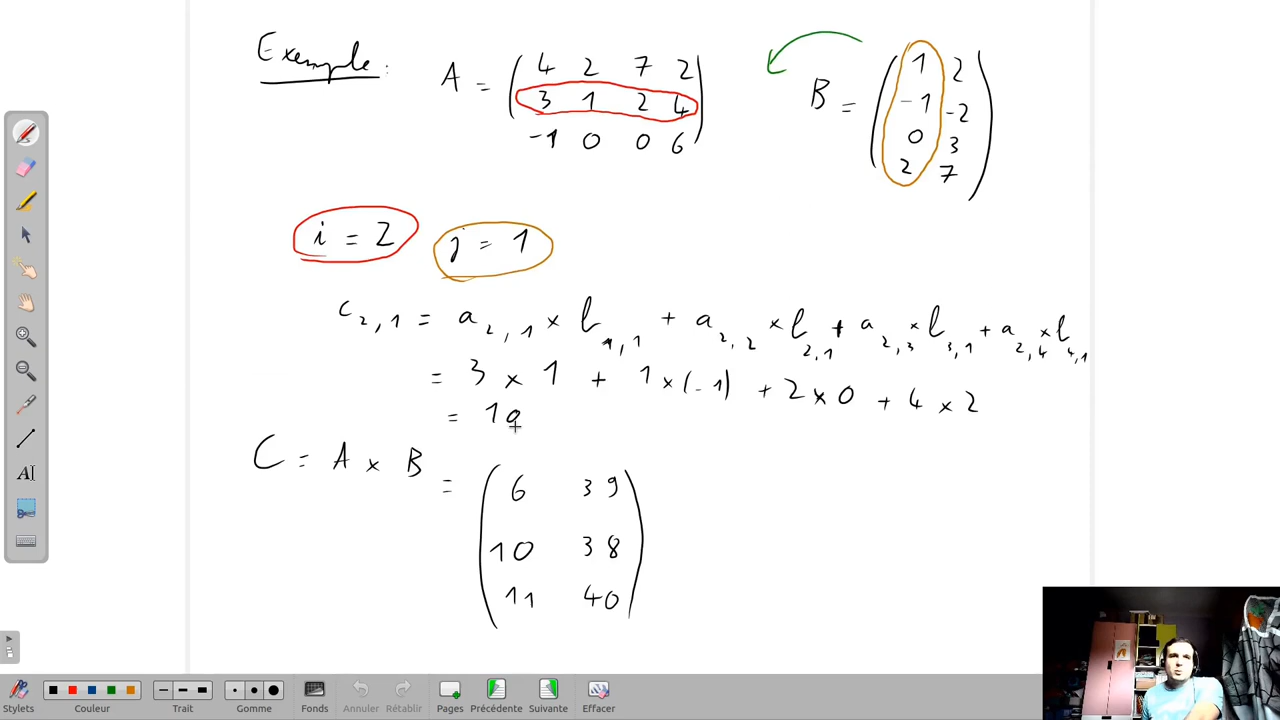 Exemple :
A = ( 4 2 7 2
3 1 2 4
-1 0 0 6 )
B = ( 1 2
-1 -2
0 3
2 7 )
i = 2 j = 1
c2,1 = a2,1 × b1,1 + a2,2 × b2,1 + a2,3 × b3,1 + a2,4 × b4,1
= 3 × 1 + 1 × (-1) + 2 × 0 + 4 × 2
= 10
C = A × B = ( 6 39
10 38
11 40 )
AI
Stylets Couleur Trait Gomme Fonds Annuler Rétablir Pages Précédente Suivante Effacer